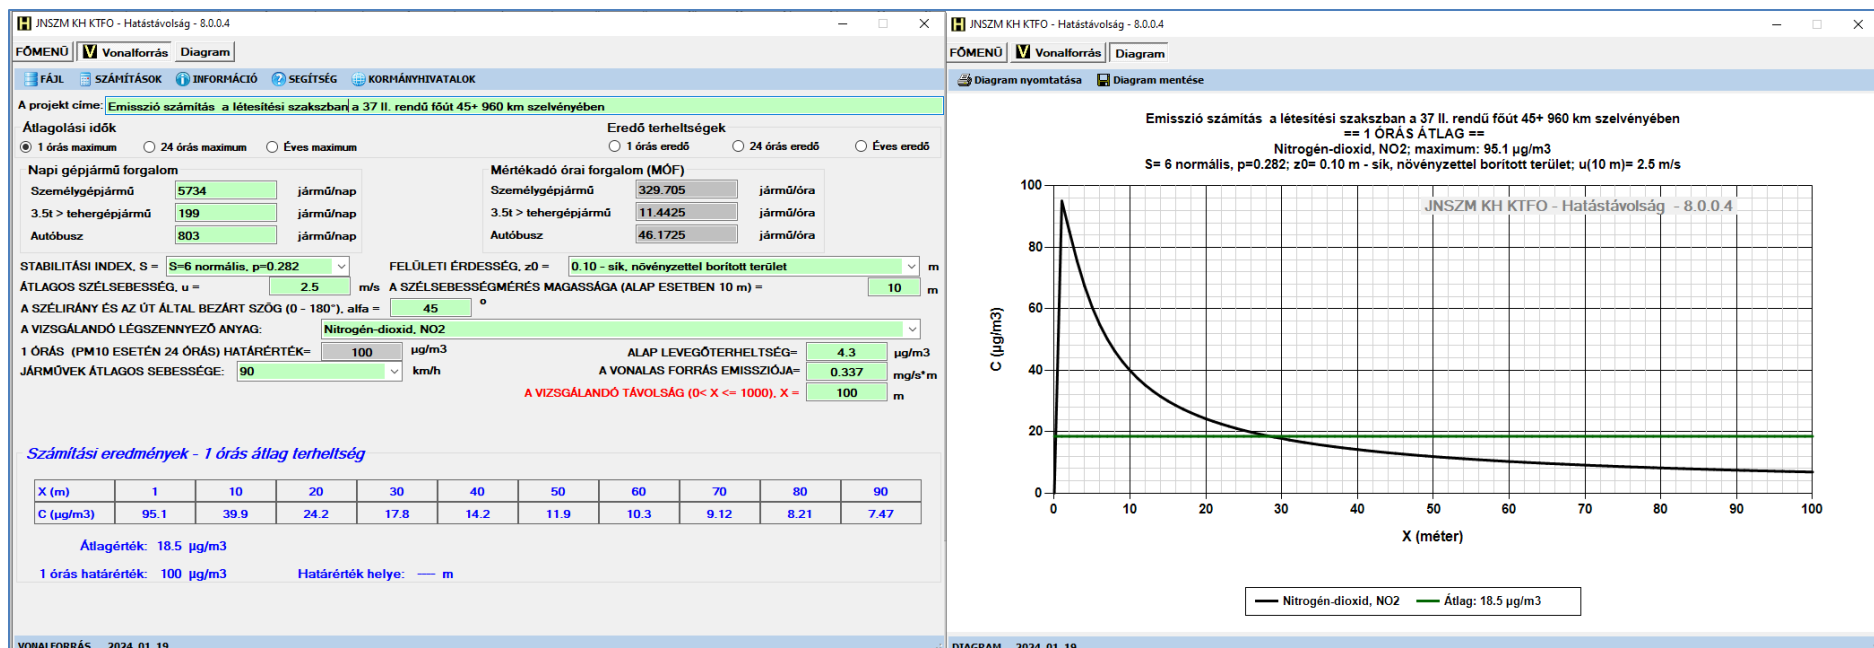 JNSZM KH KTFO - Hatástávolság - 8.0.0.4
FŐMENÜ Vonalforrás Diagram
FÁJL SZÁMÍTÁSOK INFORMÁCIÓ SEGÍTSÉG KORMÁNYHIVATALOK
A projekt címe: Emisszió számítás a létesítési szakszban a 37 II. rendű főút 45+ 960 km szelvényében
Átlagolási idők
1 órás maximum 24 órás maximum Éves maximum
Eredő terheltségek
1 órás eredő 24 órás eredő Éves eredő
Napi gépjármű forgalom
Személygépjármű 5734 jármű/nap
3.5t > tehergépjármű 199 jármű/nap
Autóbusz 803 jármű/nap
Mértékadó órai forgalom (MÓF)
Személygépjármű 329.705 jármű/óra
3.5t > tehergépjármű 11.4425 jármű/óra
Autóbusz 46.1725 jármű/óra
STABILITÁSI INDEX, S = S=6 normális, p=0.282 FELÜLETI ÉRDESSÉG, z0 = 0.10 - sík, növényzettel borított terület m
ÁTLAGOS SZÉLSEBESSÉG, u = 2.5 m/s A SZÉLSEBESSÉGMÉRÉS MAGASSÁGA (ALAP ESETBEN 10 m) = 10 m
A SZÉLIRÁNY ÉS AZ ÚT ÁLTAL BEZÁRT SZÖG (0 - 180°), alfa = 45 o
A VIZSGÁLANDÓ LÉGSZENNYEZŐ ANYAG: Nitrogén-dioxid, NO2
1 ÓRÁS (PM10 ESETÉN 24 ÓRÁS) HATÁRÉRTÉK= 100 µg/m3 ALAP LEVEGŐTERHELTSÉG= 4.3 µg/m3
JÁRMŰVEK ÁTLAGOS SEBESSÉGE: 90 km/h A VONALAS FORRÁS EMISSZIÓJA= 0.337 mg/s*m
A VIZSGÁLANDÓ TÁVOLSÁG (0< X <= 1000), X = 100 m
Számítási eredmények - 1 órás átlag terheltség
X (m) 1 10 20 30 40 50 60 70 80 90
C (µg/m3) 95.1 39.9 24.2 17.8 14.2 11.9 10.3 9.12 8.21 7.47
Átlagérték: 18.5 µg/m3
1 órás határérték: 100 µg/m3 Határérték helye: ---- m
VONALFORRÁS 2024. 01. 19
JNSZM KH KTFO - Hatástávolság - 8.0.0.4
FŐMENÜ Vonalforrás Diagram
Diagram nyomtatása Diagram mentése
Emisszió számítás a létesítési szakszban a 37 II. rendű főút 45+ 960 km szelvényében
== 1 ÓRÁS ÁTLAG ==
Nitrogén-dioxid, NO2; maximum: 95.1 µg/m3
S= 6 normális, p=0.282; z0= 0.10 m - sík, növényzettel borított terület; u(10 m)= 2.5 m/s
JNSZM KH KTFO - Hatástávolság - 8.0.0.4
C (µg/m3)
100
80
60
40
20
0
0 10 20 30 40 50 60 70 80 90 100
X (méter)
Nitrogén-dioxid, NO2 Átlag: 18.5 µg/m3
DIAGRAM 2024. 01. 19